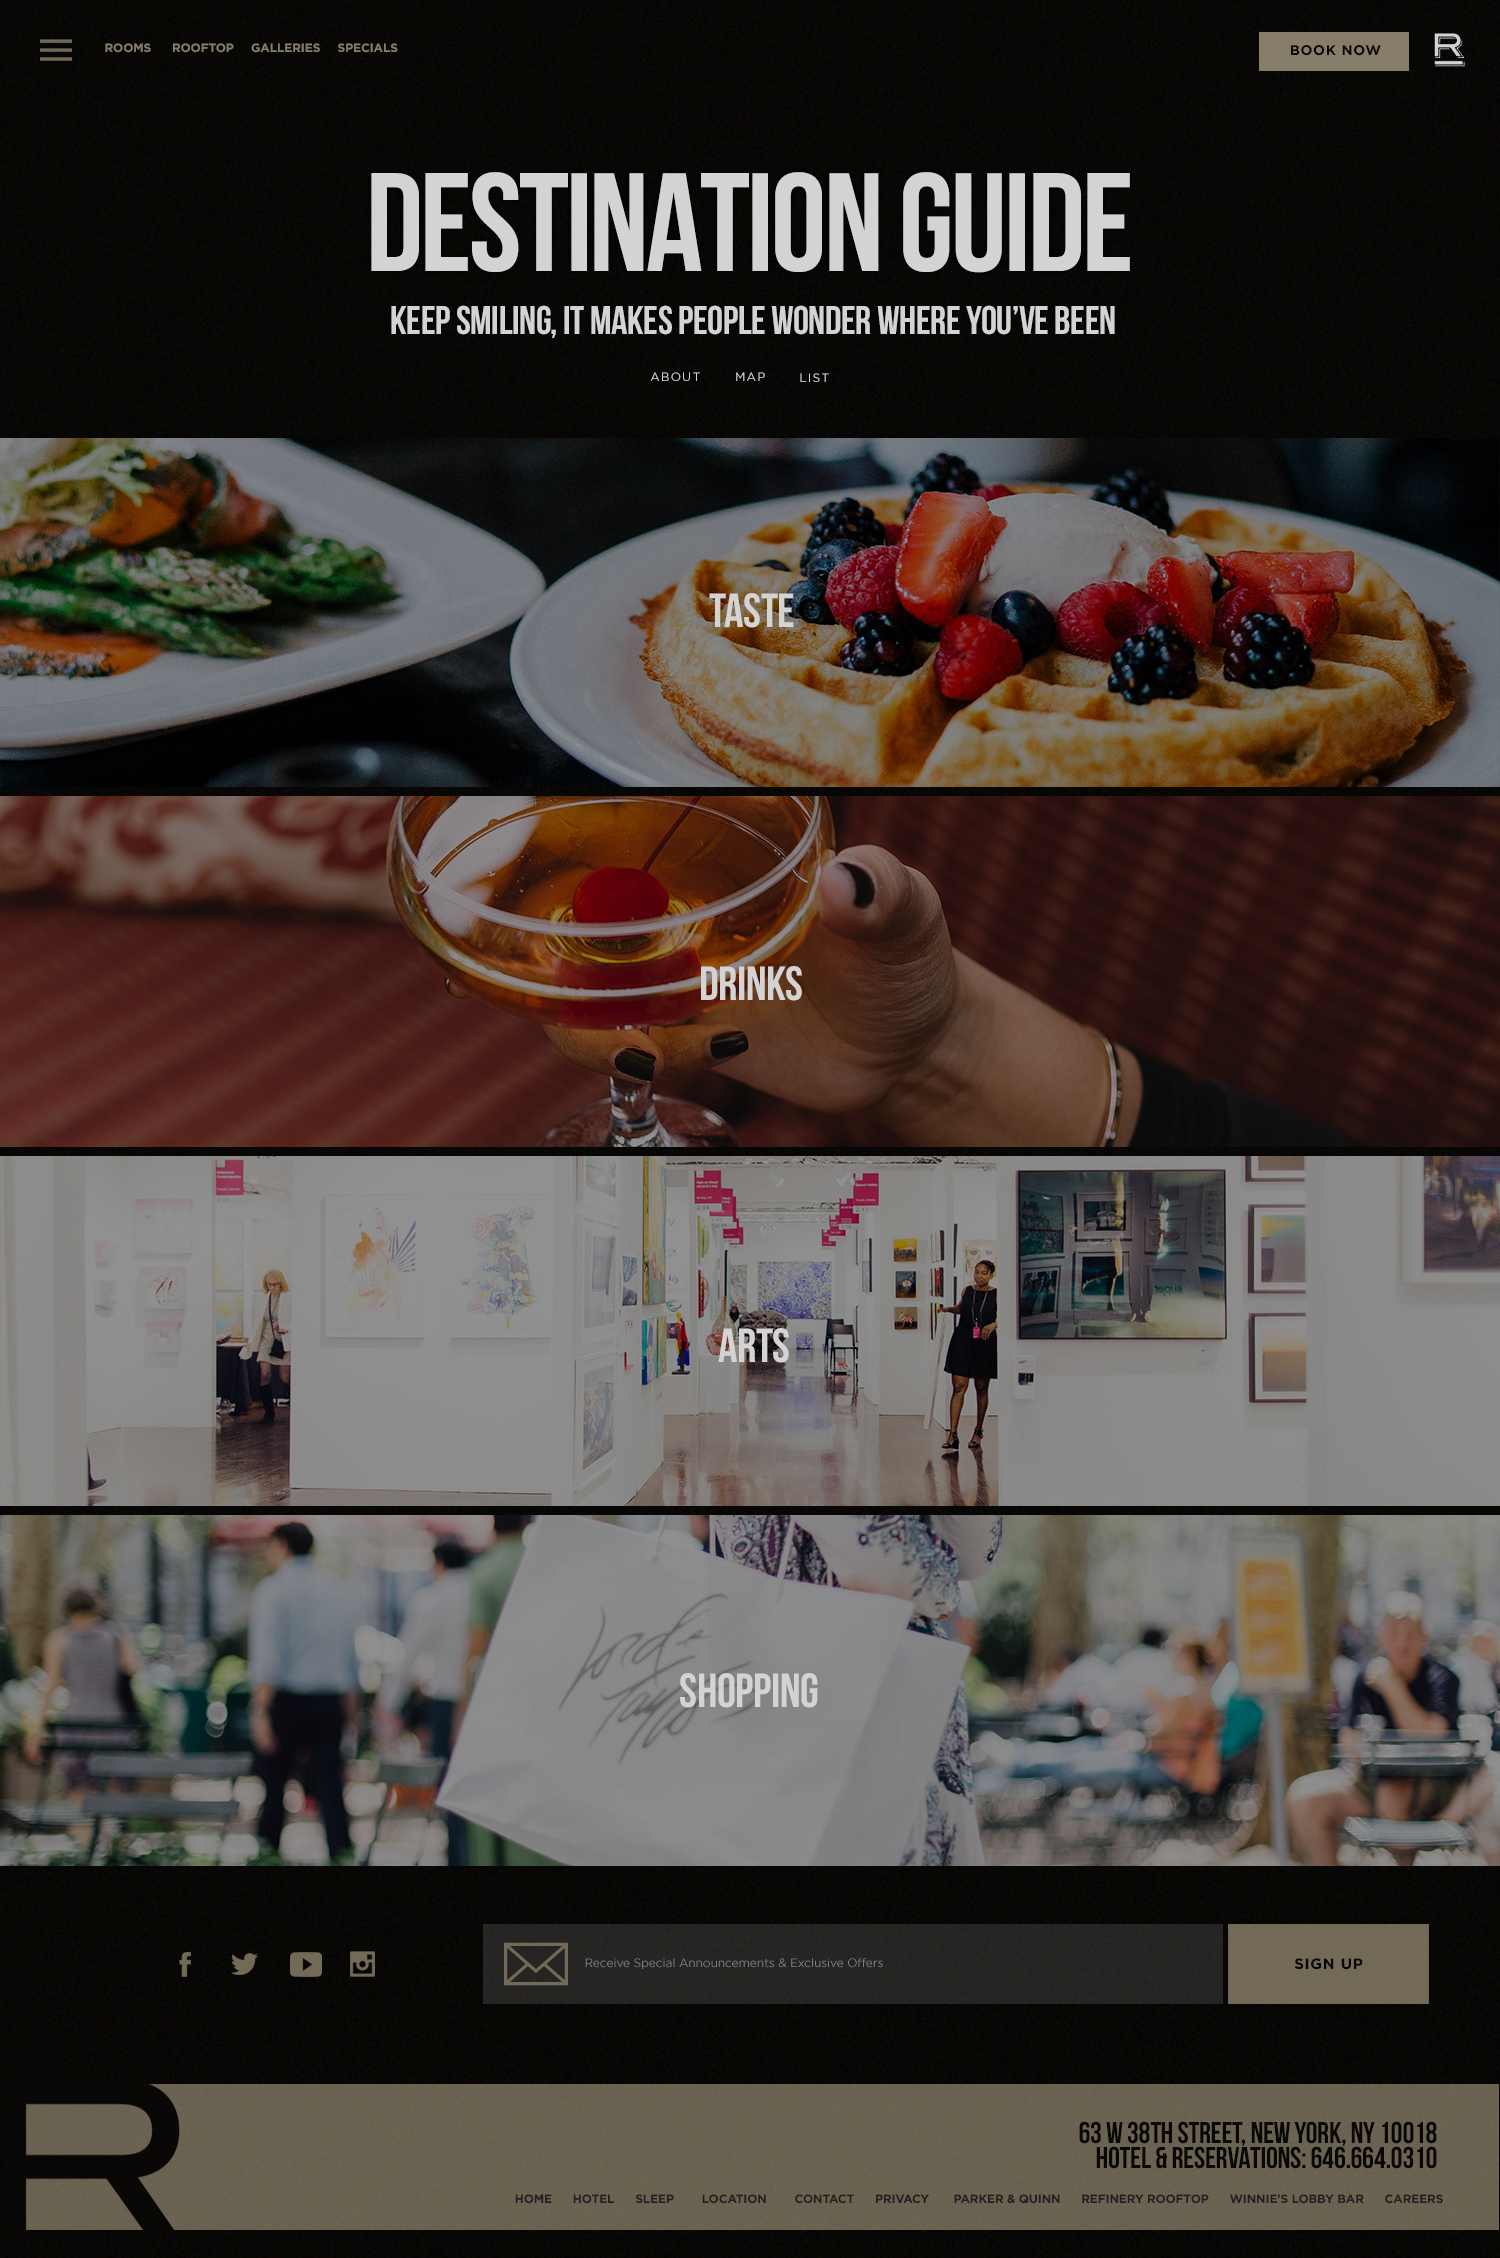 ROOMS ROOFTOP GALLERIES SPECIALS
BOOK NOW
R
DESTINATION GUIDE
KEEP SMILING, IT MAKES PEOPLE WONDER WHERE YOU'VE BEEN
ABOUT MAP LIST
TASTE
DRINKS
ARTS
Lord &
Taylor
SHOPPING
f
Receive Special Announcements & Exclusive Offers
SIGN UP
R
63 W 38TH STREET, NEW YORK, NY 10018
HOTEL & RESERVATIONS: 646.664.0310
HOME HOTEL SLEEP LOCATION CONTACT PRIVACY PARKER & QUINN REFINERY ROOFTOP WINNIE'S LOBBY BAR CAREERS